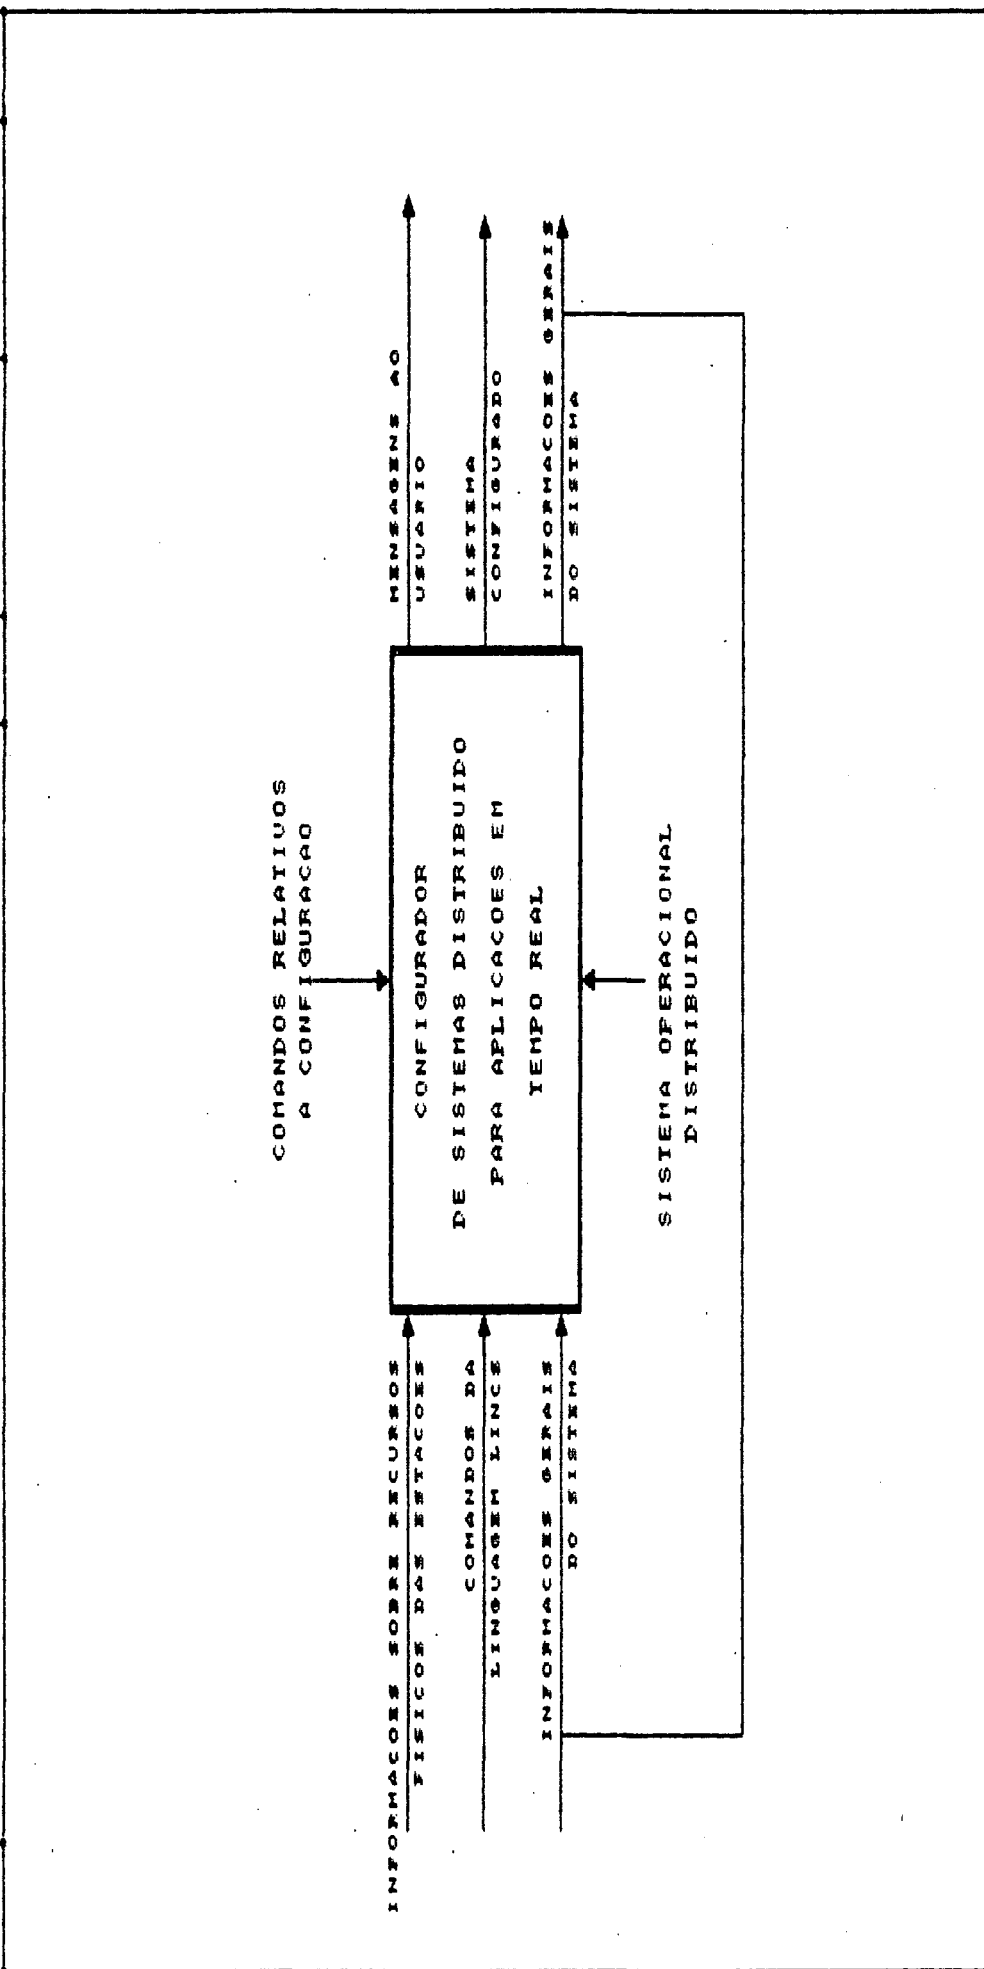 COMANDOS RELATIVOS
A CONFIGURACAO
INFORMACOES SOBRE RECURSOS
FISICOS DAS ESTACOES
COMANDOS DA
LINGUAGEM LINCS
INFORMACOES GERAIS
DO SISTEMA
CONFIGURADOR
DE SISTEMAS DISTRIBUIDO
PARA APLICACOES EM
TEMPO REAL
MENSAGENS AO
USUARIO
SISTEMA
CONFIGURADO
INFORMACOES GERAIS
DO SISTEMA
SISTEMA OPERACIONAL
DISTRIBUIDO